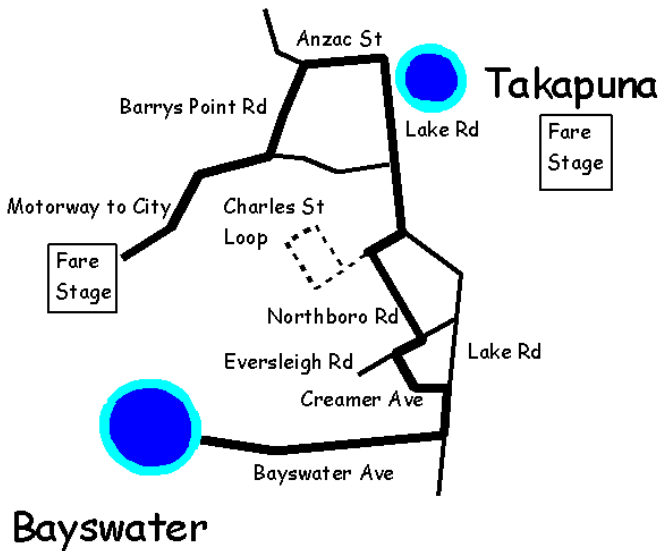 Anzac St
Takapuna
Barrys Point Rd
Lake Rd
Fare
Stage
Motorway to City
Charles St
Loop
Fare
Stage
Northboro Rd
Lake Rd
Eversleigh Rd
Creamer Ave
Bayswater Ave
Bayswater